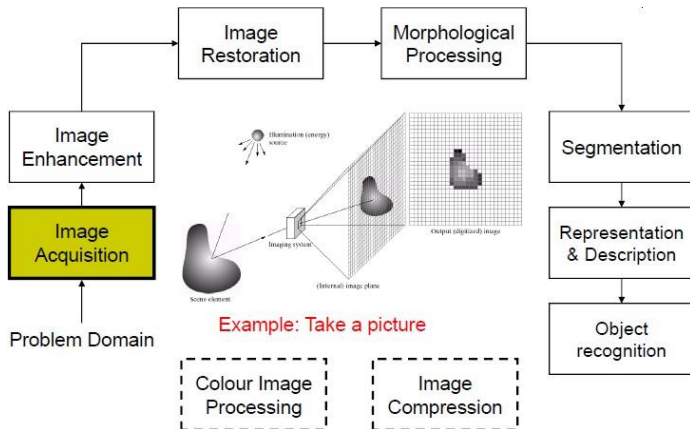 Image
Restoration
Morphological
Processing
Image
Enhancement
Illumination (energy)
source
Segmentation
Image
Acquisition
Imaging system
Output (digitized) image
Representation
& Description
(Internal) image plane
Scene element
Example: Take a picture
Problem Domain
Object
recognition
Colour Image
Processing
Image
Compression